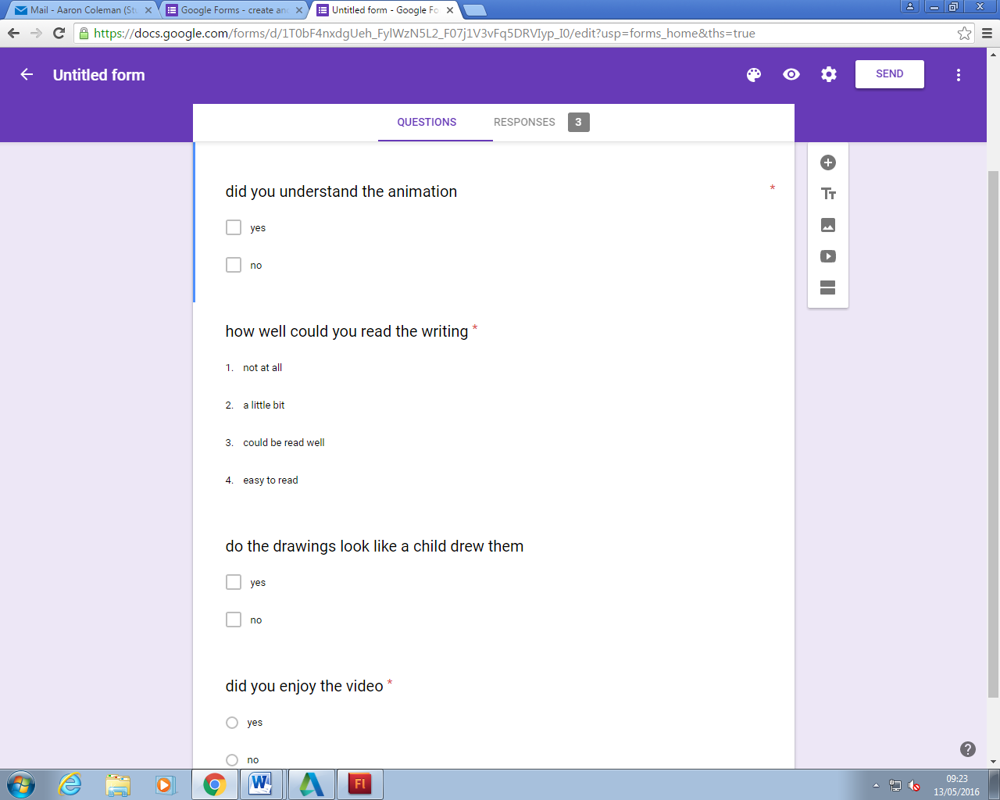 Mail - Aaron Coleman (Stu
Google Forms - create an
Untitled form - Google Fo
https://docs.google.com/forms/d/1T0bF4nxdgUeh_FylWzN5L2_F07j1V3vFq5DRVIyp_I0/edit?usp=forms_home&ths=true
Untitled form
SEND
QUESTIONS RESPONSES 3
did you understand the animation *
yes
no
how well could you read the writing *
1. not at all
2. a little bit
3. could be read well
4. easy to read
do the drawings look like a child drew them
yes
no
did you enjoy the video *
yes
no
09:23
13/05/2016